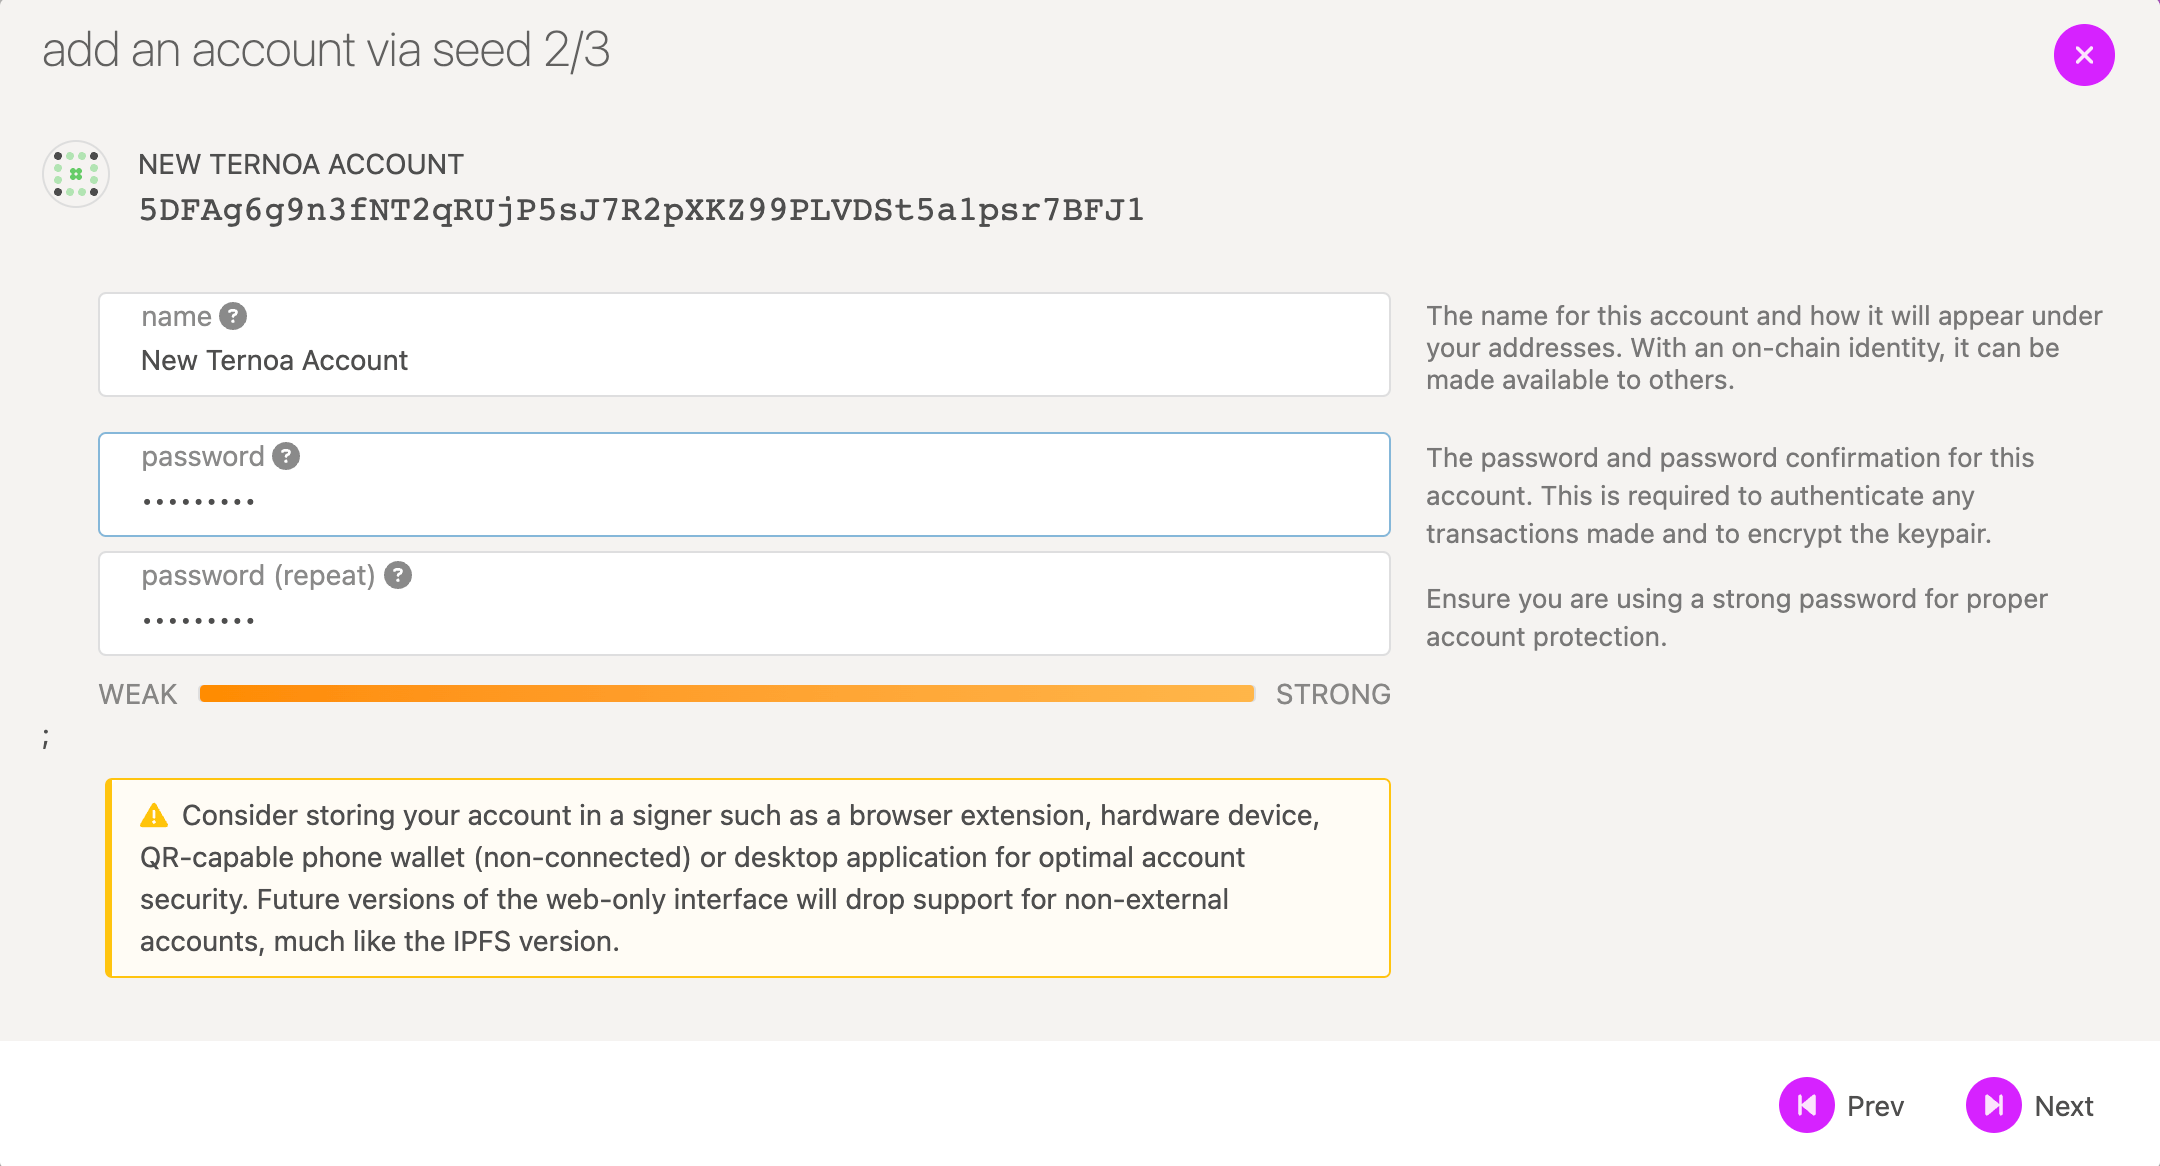 add an account via seed 2/3
NEW TERNOA ACCOUNT
5DFAg6g9n3fNT2qRUjP5sJ7R2pXKZ99PLVDSt5a1psr7BFJ1
name ?
New Ternoa Account
The name for this account and how it will appear under
your addresses. With an on-chain identity, it can be
made available to others.
password ?
•••••••••
The password and password confirmation for this
account. This is required to authenticate any
transactions made and to encrypt the keypair.
password (repeat) ?
•••••••••
Ensure you are using a strong password for proper
account protection.
WEAK STRONG
;
Consider storing your account in a signer such as a browser extension, hardware device,
QR-capable phone wallet (non-connected) or desktop application for optimal account
security. Future versions of the web-only interface will drop support for non-external
accounts, much like the IPFS version.
Prev Next